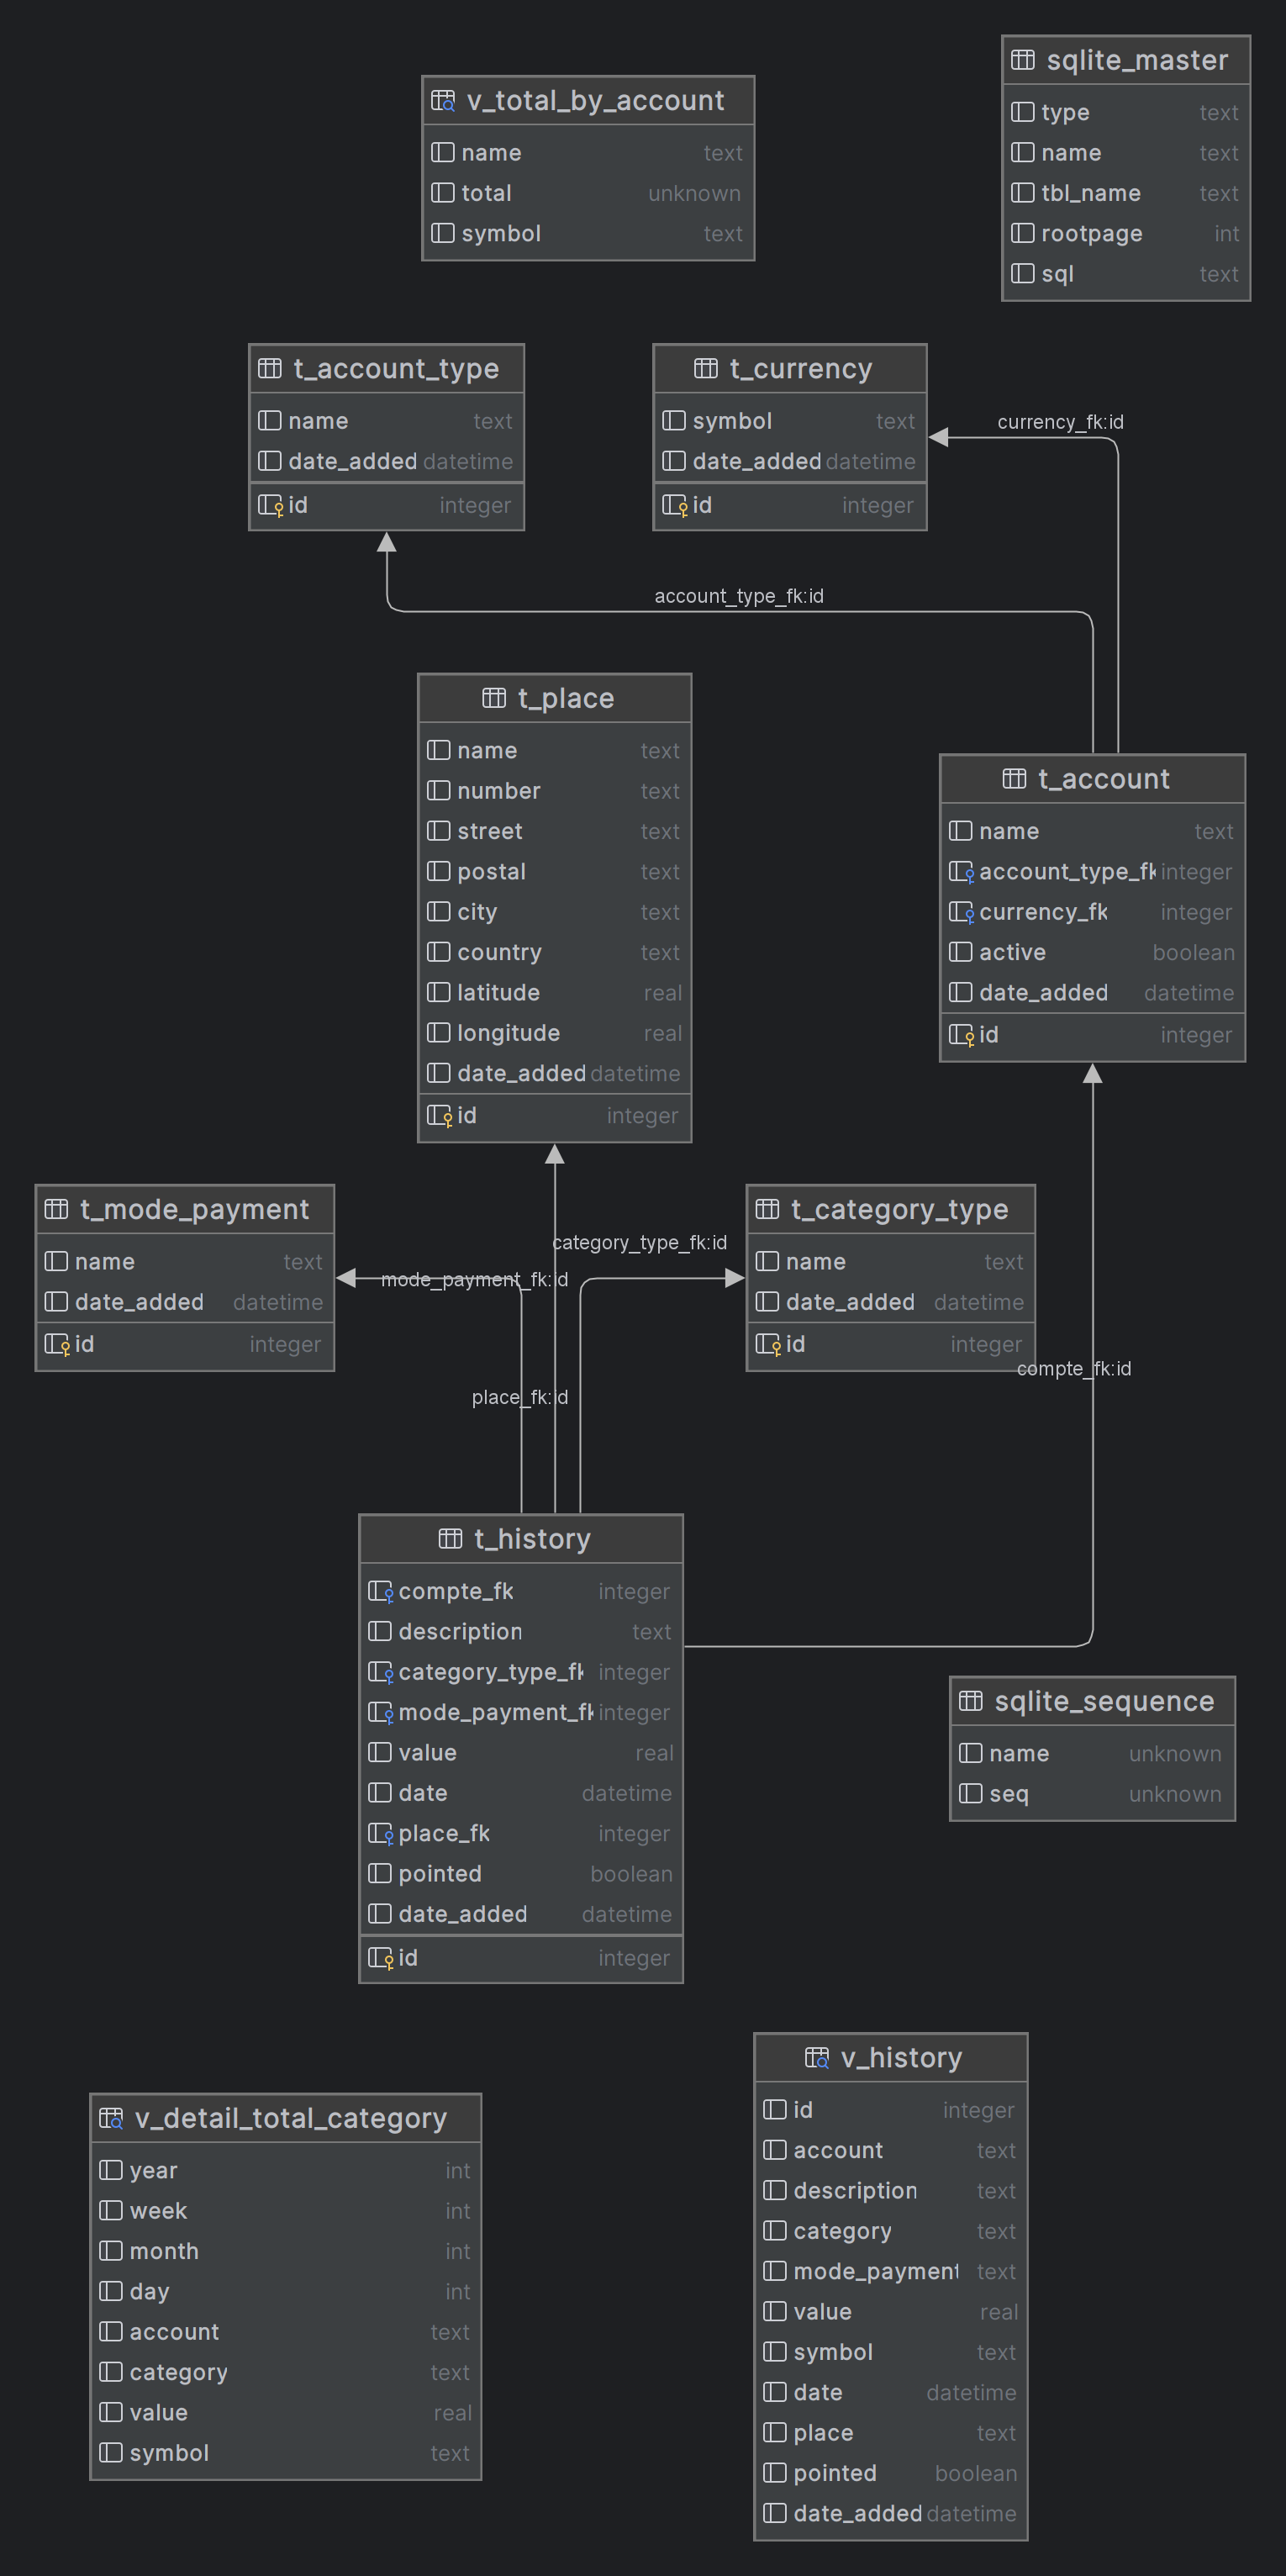 sqlite_master
type text
name text
tbl_name text
rootpage int
sql text
v_total_by_account
name text
total unknown
symbol text
t_account_type
name text
date_added datetime
id integer
t_currency
symbol text
date_added datetime
id integer
currency_fk:id
account_type_fk:id
t_place
name text
number text
street text
postal text
city text
country text
latitude real
longitude real
date_added datetime
id integer
t_account
name text
account_type_fk integer
currency_fk integer
active boolean
date_added datetime
id integer
t_mode_payment
name text
date_added datetime
id integer
category_type_fk:id
mode_payment_fk:id
t_category_type
name text
date_added datetime
id integer
compte_fk:id
place_fk:id
t_history
compte_fk integer
description text
category_type_fk integer
mode_payment_fk integer
value real
date datetime
place_fk integer
pointed boolean
date_added datetime
id integer
sqlite_sequence
name unknown
seq unknown
v_detail_total_category
year int
week int
month int
day int
account text
category text
value real
symbol text
v_history
id integer
account text
description text
category text
mode_payment text
value real
symbol text
date datetime
place text
pointed boolean
date_added datetime